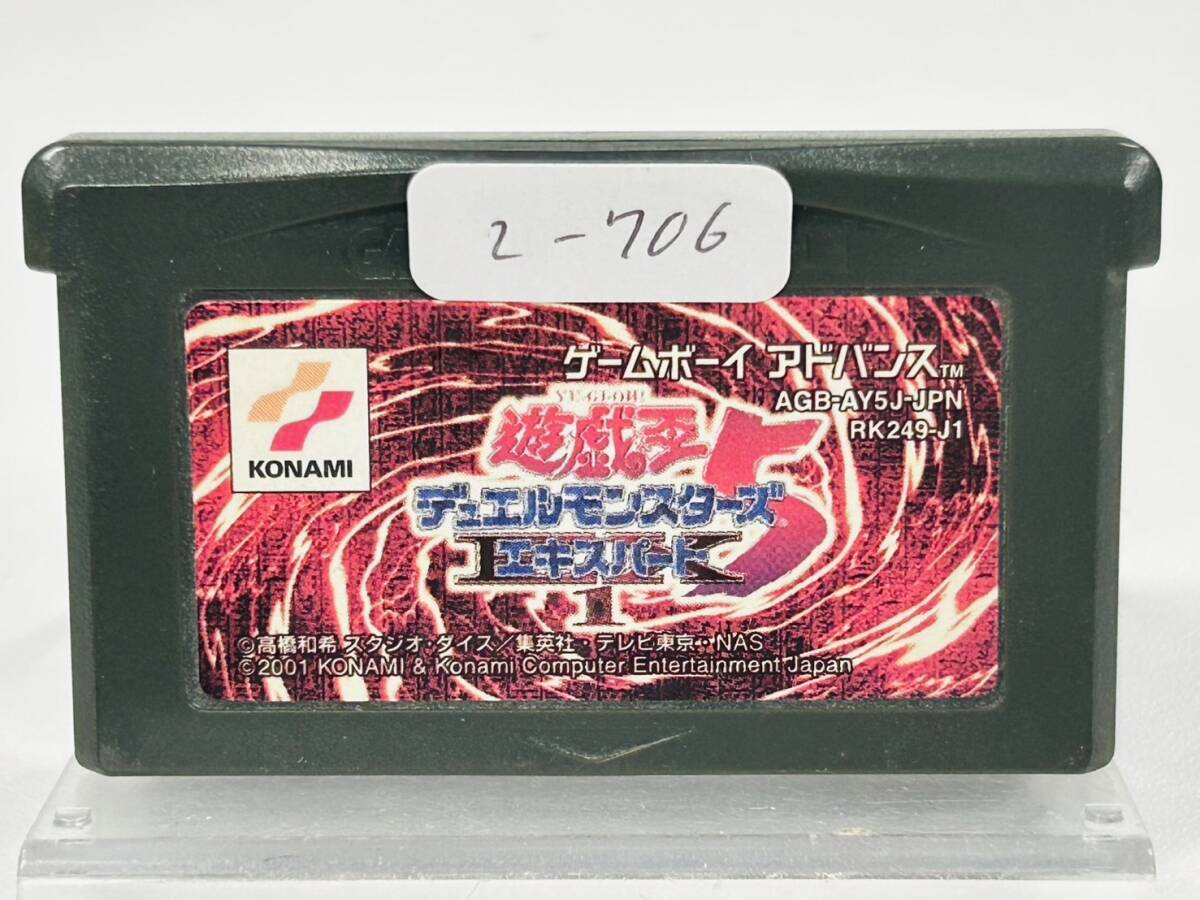 2-706
ゲームボーイ アドバンス™
AGB-AY5J-JPN
RK249-J1
KONAMI
YU-GI-OH!
遊戯王5
デュエルモンスターズ
エキスパート
1
©高橋和希 スタジオ・ダイス/集英社・テレビ東京・NAS
©2001 KONAMI & Konami Computer Entertainment Japan